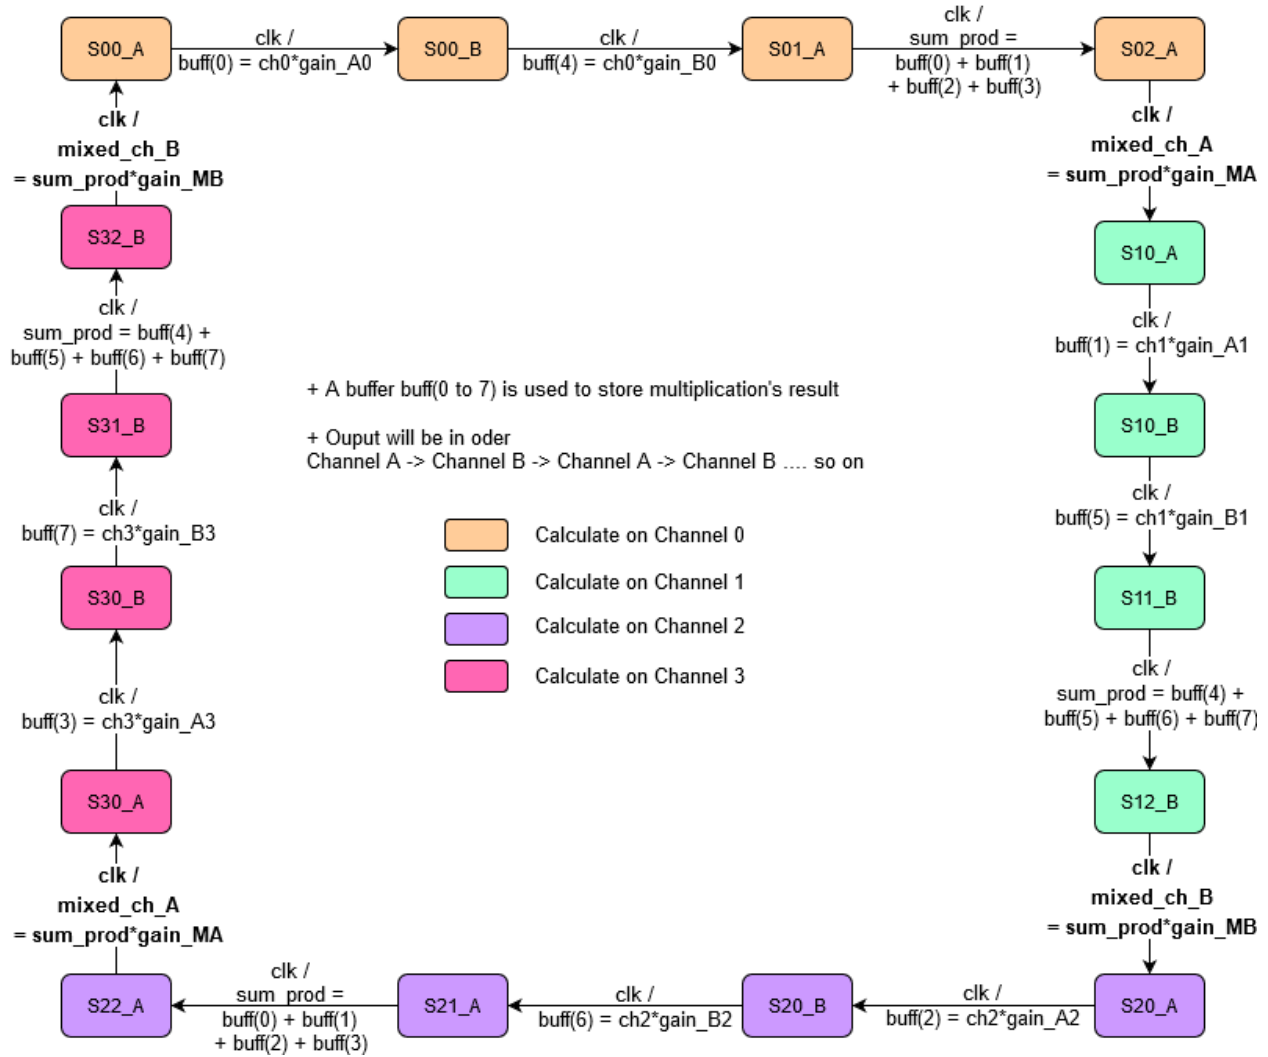 S00_A
clk /
buff(0) = ch0*gain_A0
S00_B
clk /
buff(4) = ch0*gain_B0
S01_A
clk /
sum_prod =
buff(0) + buff(1)
+ buff(2) + buff(3)
S02_A
clk /
mixed_ch_A
= sum_prod*gain_MA
S10_A
clk /
buff(1) = ch1*gain_A1
S10_B
clk /
buff(5) = ch1*gain_B1
S11_B
clk /
sum_prod = buff(4) +
buff(5) + buff(6) + buff(7)
S12_B
clk /
mixed_ch_B
= sum_prod*gain_MB
S20_A
clk /
buff(2) = ch2*gain_A2
S20_B
clk /
buff(6) = ch2*gain_B2
S21_A
clk /
sum_prod =
buff(0) + buff(1)
+ buff(2) + buff(3)
S22_A
clk /
mixed_ch_A
= sum_prod*gain_MA
S30_A
clk /
buff(3) = ch3*gain_A3
S30_B
clk /
buff(7) = ch3*gain_B3
S31_B
clk /
sum_prod = buff(4) +
buff(5) + buff(6) + buff(7)
S32_B
clk /
mixed_ch_B
= sum_prod*gain_MB
+ A buffer buff(0 to 7) is used to store multiplication's result
+ Ouput will be in oder
Channel A -> Channel B -> Channel A -> Channel B .... so on
Calculate on Channel 0
Calculate on Channel 1
Calculate on Channel 2
Calculate on Channel 3